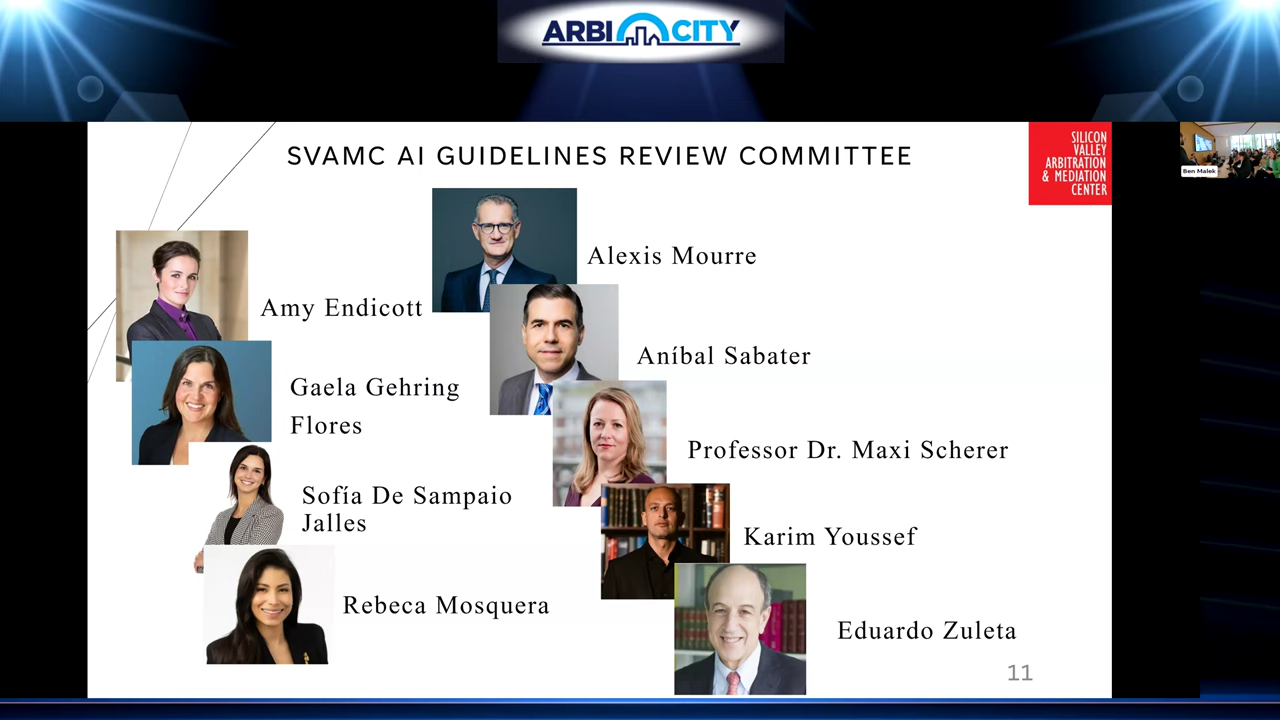 ARBI CITY
SVAMC AI GUIDELINES REVIEW COMMITTEE
SILICON
VALLEY
ARBITRATION
& MEDIATION
CENTER
Ben Malek
Alexis Mourre
Amy Endicott
Aníbal Sabater
Gaela Gehring
Flores
Professor Dr. Maxi Scherer
Sofía De Sampaio
Jalles
Karim Youssef
Rebeca Mosquera
Eduardo Zuleta
11